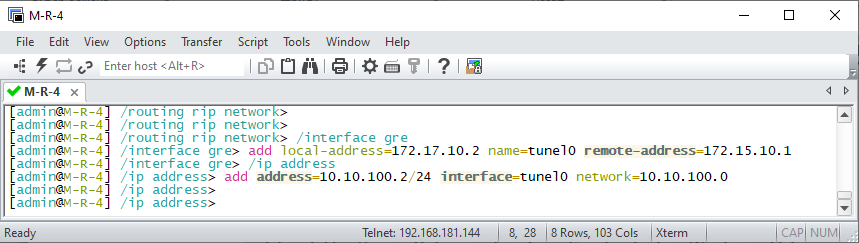 M-R-4
File Edit View Options Transfer Script Tools Window Help
Enter host <Alt+R>
M-R-4
[admin@M-R-4] /routing rip network>
[admin@M-R-4] /routing rip network>
[admin@M-R-4] /routing rip network> /interface gre
[admin@M-R-4] /interface gre> add local-address=172.17.10.2 name=tunel0 remote-address=172.15.10.1
[admin@M-R-4] /interface gre> /ip address
[admin@M-R-4] /ip address> add address=10.10.100.2/24 interface=tunel0 network=10.10.100.0
[admin@M-R-4] /ip address>
[admin@M-R-4] /ip address>
Ready Telnet: 192.168.181.144 8, 28 8 Rows, 103 Cols Xterm CAP NUM